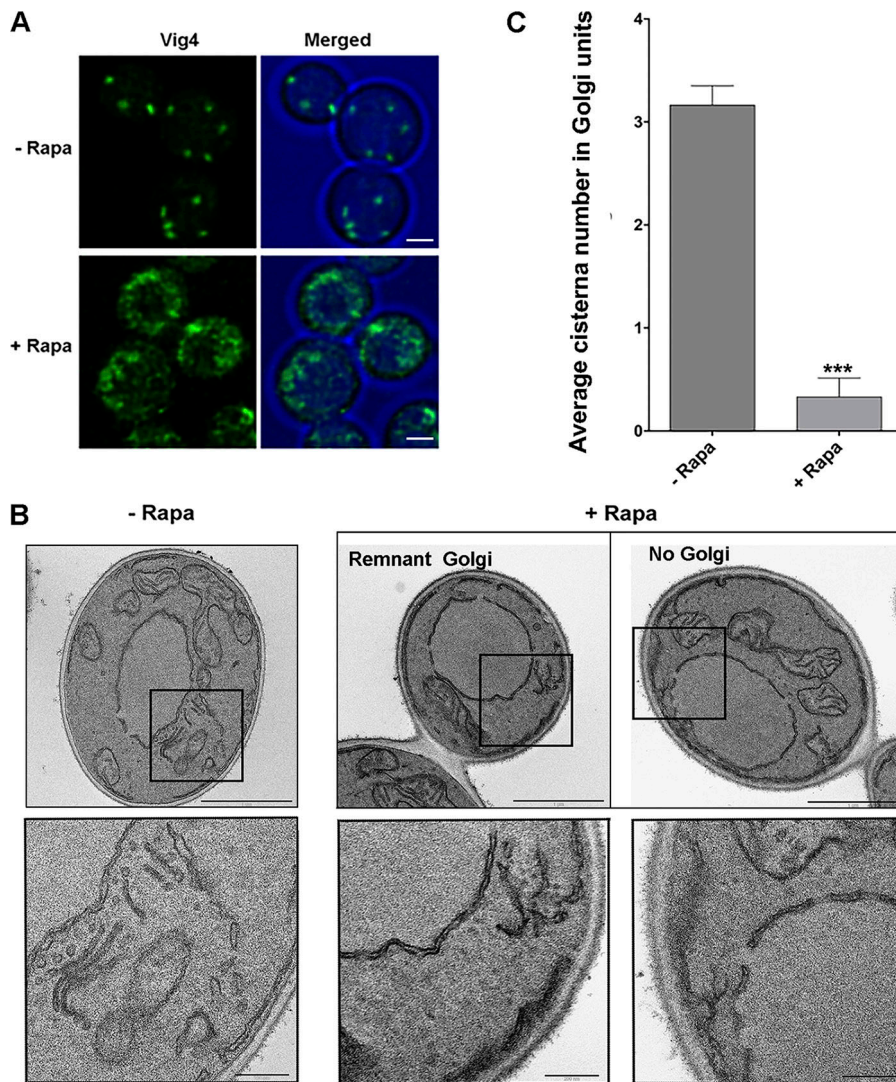 A
Vig4
Merged
- Rapa
+ Rapa
C
Average cisterna number in Golgi units
4
3
2
1
0
***
- Rapa
+ Rapa
B
- Rapa
+ Rapa
Remnant Golgi
No Golgi